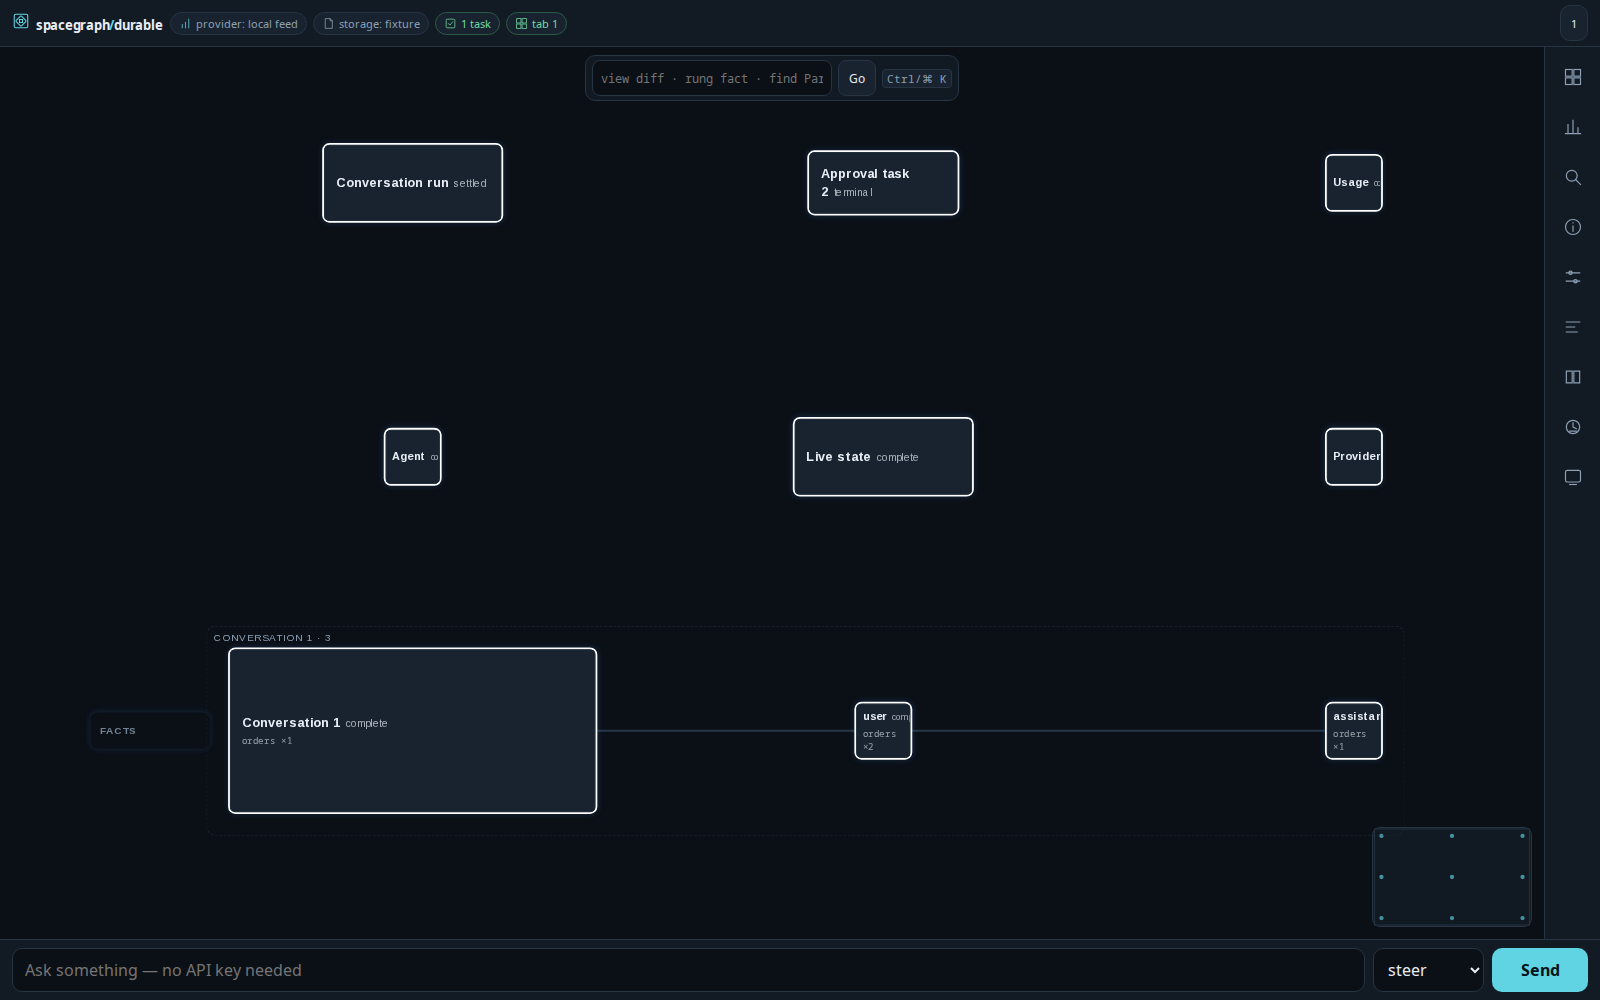 spacegraph/durable
provider: local feed
storage: fixture
1 task
tab 1
1
view diff · rung fact · find Par
Go
Ctrl/⌘ K
Conversation run settled
Approval task
2 terminal
Usage
Agent
Live state complete
Provider
CONVERSATION 1 · 3
Conversation 1 complete
orders ×1
user comp
orders
×2
assistan
orders
×1
FACTS
Ask something — no API key needed
steer
Send